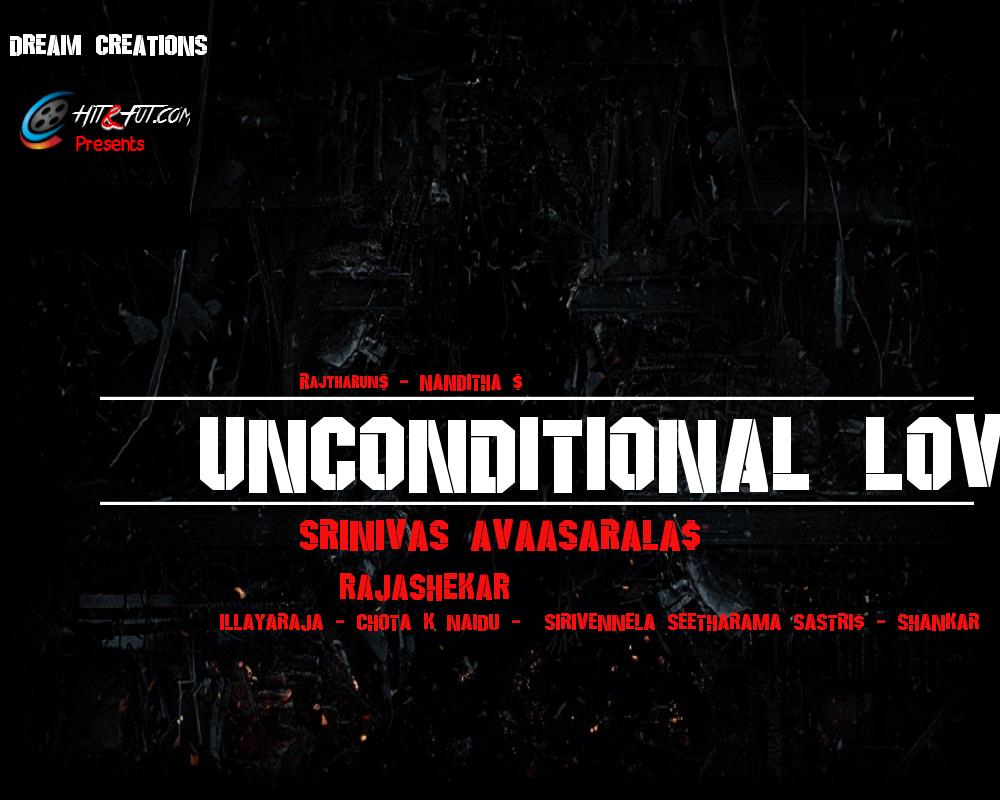 DREAM CREATIONS
HIT&FUT.COM
Presents
RAJTHARUN$ - NANDITHA $
UNCONDITIONAL LOV
SRINIVAS AVAASARALA$
RAJASHEKAR
ILLAYARAJA - CHOTA K NAIDU - SIRIVENNELA SEETHARAMA SASTRI$ - SHANKAR